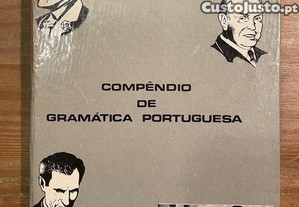 CustoJusto.pt
COMPÊNDIO
DE
GRAMÁTICA PORTUGUESA